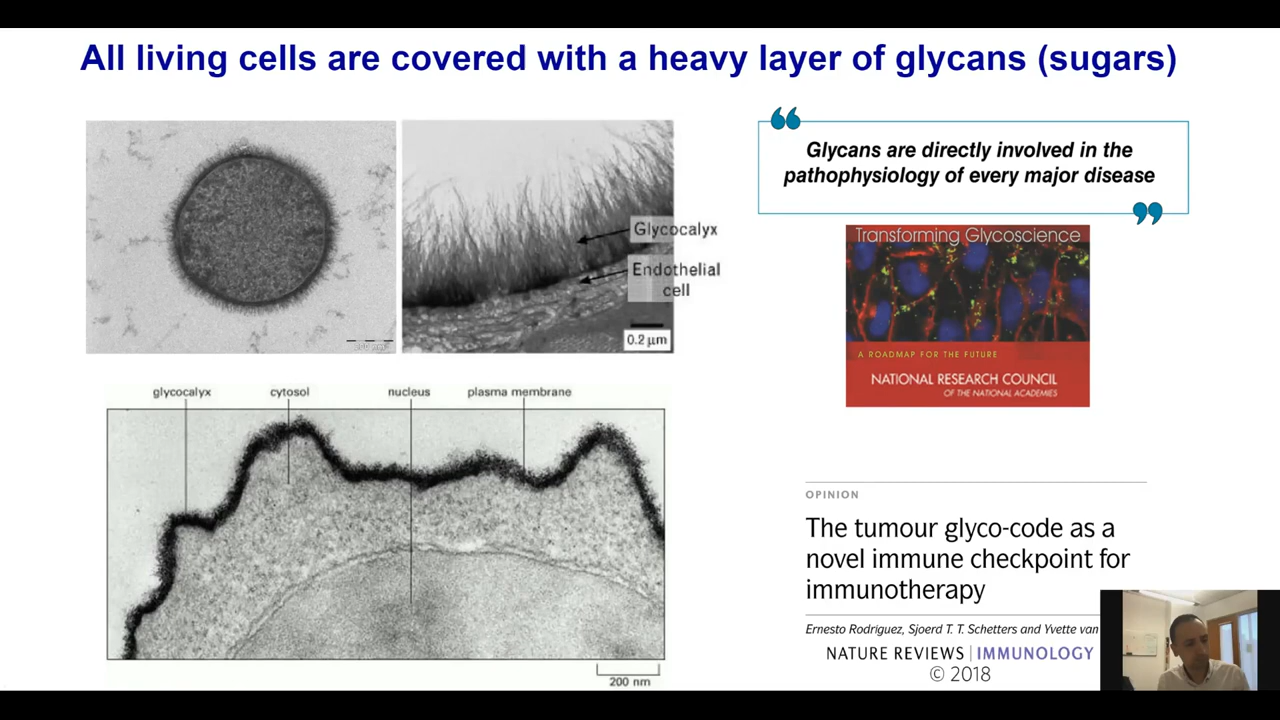 All living cells are covered with a heavy layer of glycans (sugars)
Glycocalyx
Endothelial
cell
0.2 µm
glycocalyx
cytosol
nucleus
plasma membrane
200 nm
“
Glycans are directly involved in the
pathophysiology of every major disease
”
Transforming Glycoscience
A ROADMAP FOR THE FUTURE
NATIONAL RESEARCH COUNCIL
OF THE NATIONAL ACADEMIES
OPINION
The tumour glyco-code as a
novel immune checkpoint for
immunotherapy
Ernesto Rodriguez, Sjoerd T. T. Schetters and Yvette van
NATURE REVIEWS | IMMUNOLOGY
© 2018